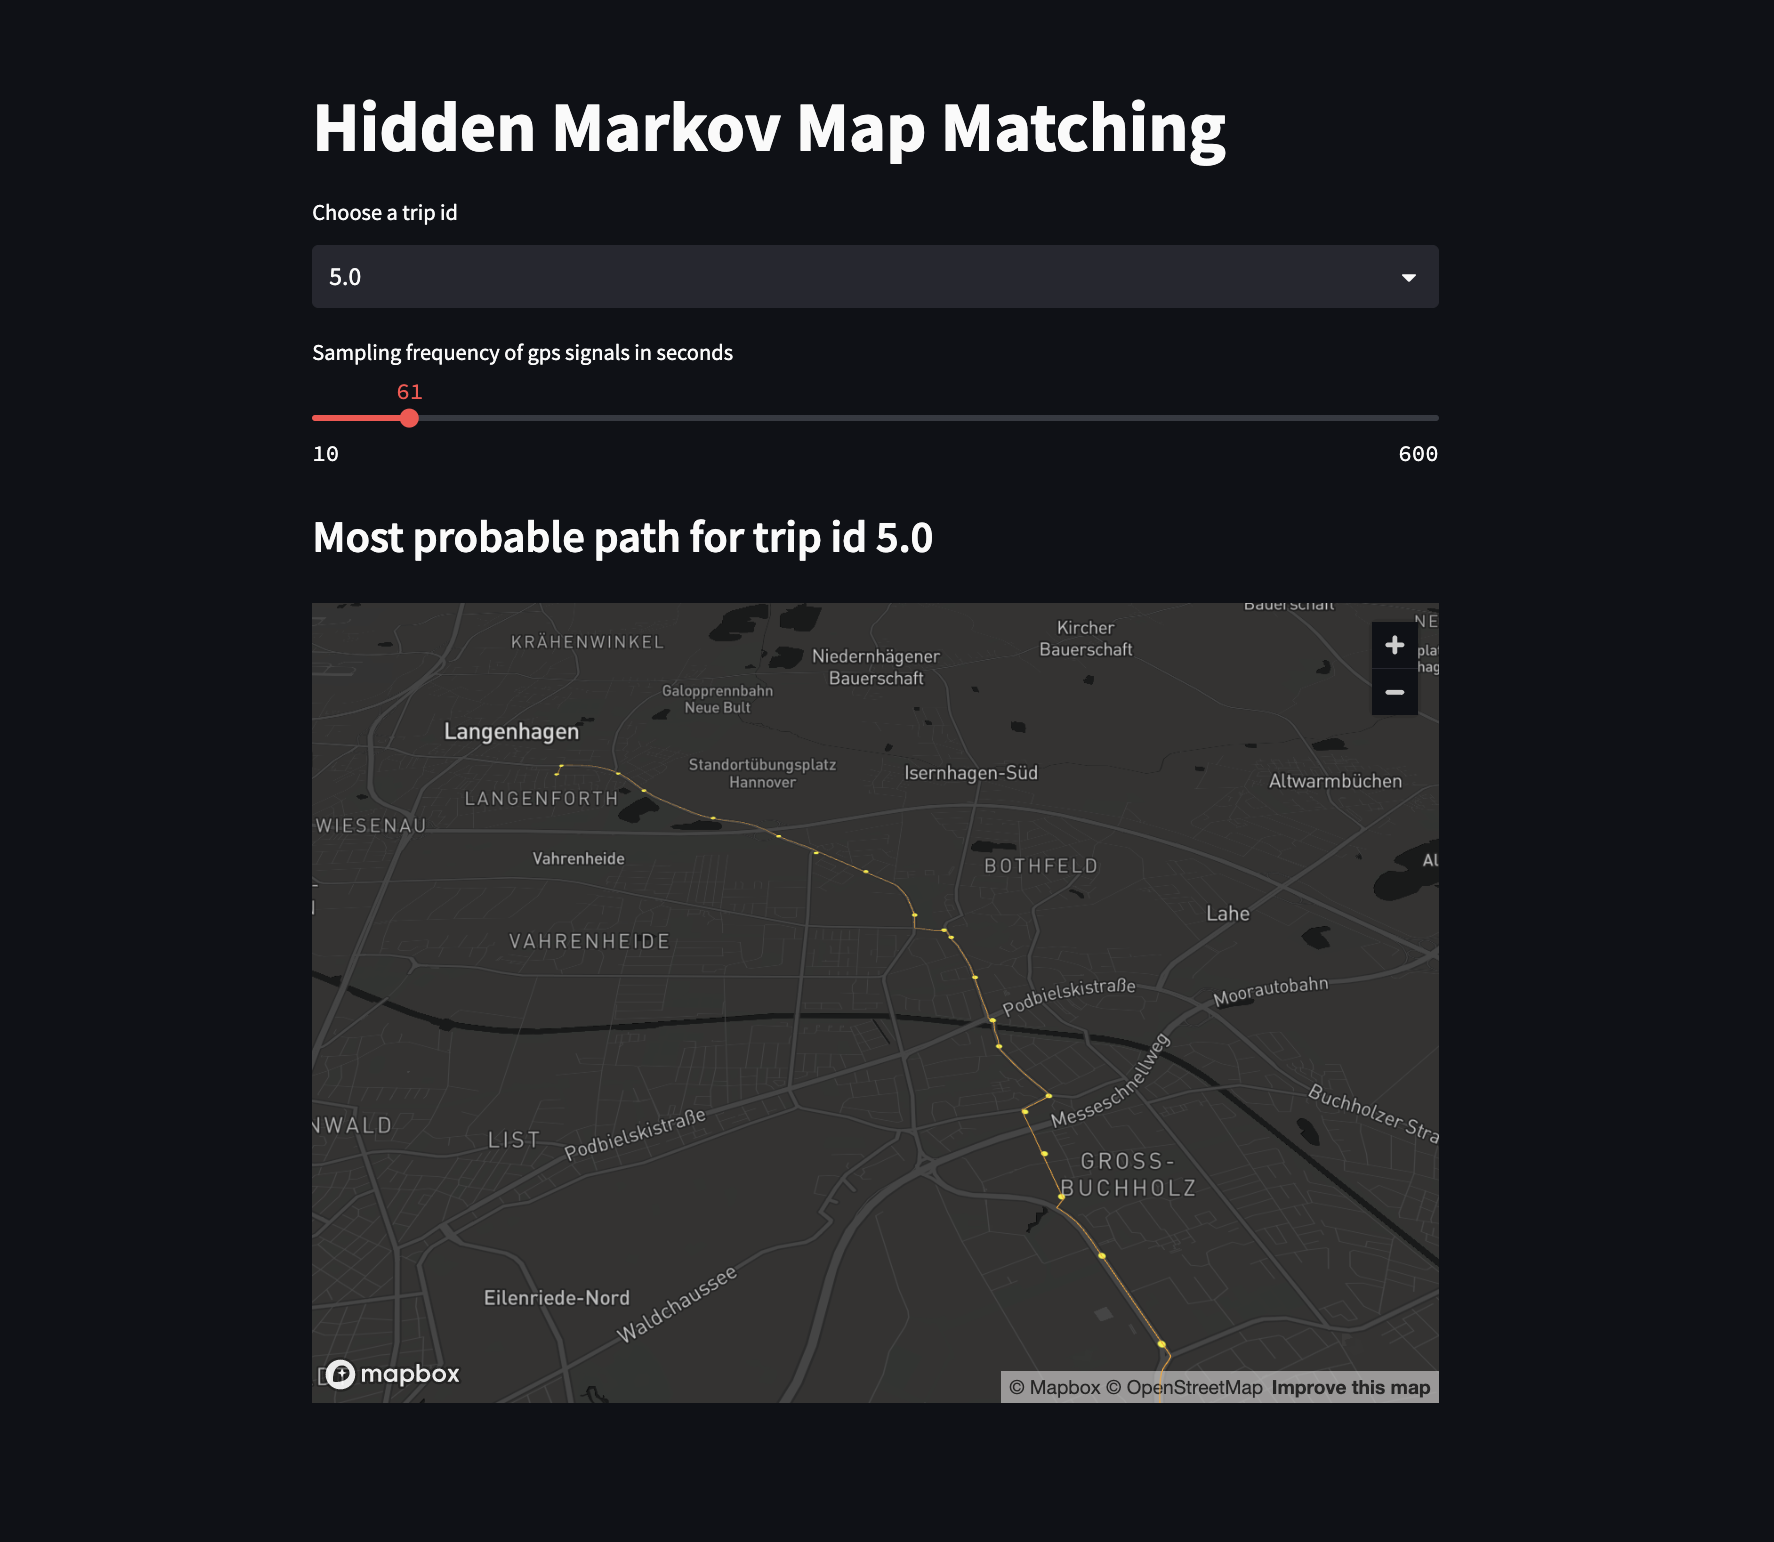 Hidden Markov Map Matching
Choose a trip id
5.0
Sampling frequency of gps signals in seconds
61
10
600
Most probable path for trip id 5.0
Bauerschaft
NE
KRÄHENWINKEL
Kircher
Bauerschaft
Niedernhägener
Bauerschaft
Galopprennbahn
Neue Bult
Langenhagen
Standortübungsplatz
Hannover
Isernhagen-Süd
Altwarmbüchen
LANGENFORTH
WIESENAU
Vahrenheide
BOTHFELD
Al
Lahe
VAHRENHEIDE
Podbielskistraße
Moorautobahn
Messeschnellweg
Buchholzer Stra
NWALD
LIST
Podbielskistraße
GROSS-
BUCHHOLZ
Eilenriede-Nord
Waldchaussee
mapbox
© Mapbox © OpenStreetMap Improve this map